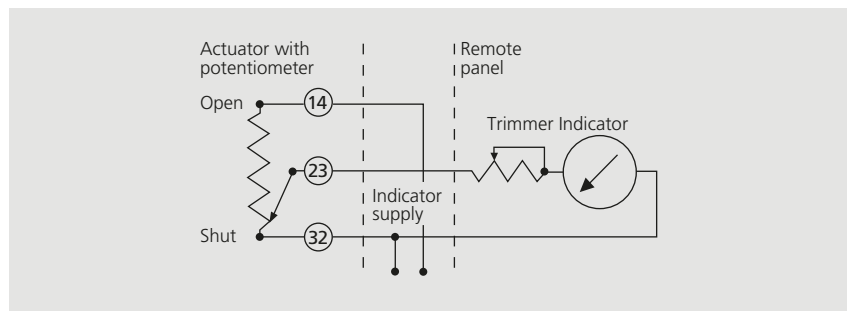 Actuator with
potentiometer
Remote
panel
Open
14
Trimmer Indicator
23
Indicator
supply
Shut
32